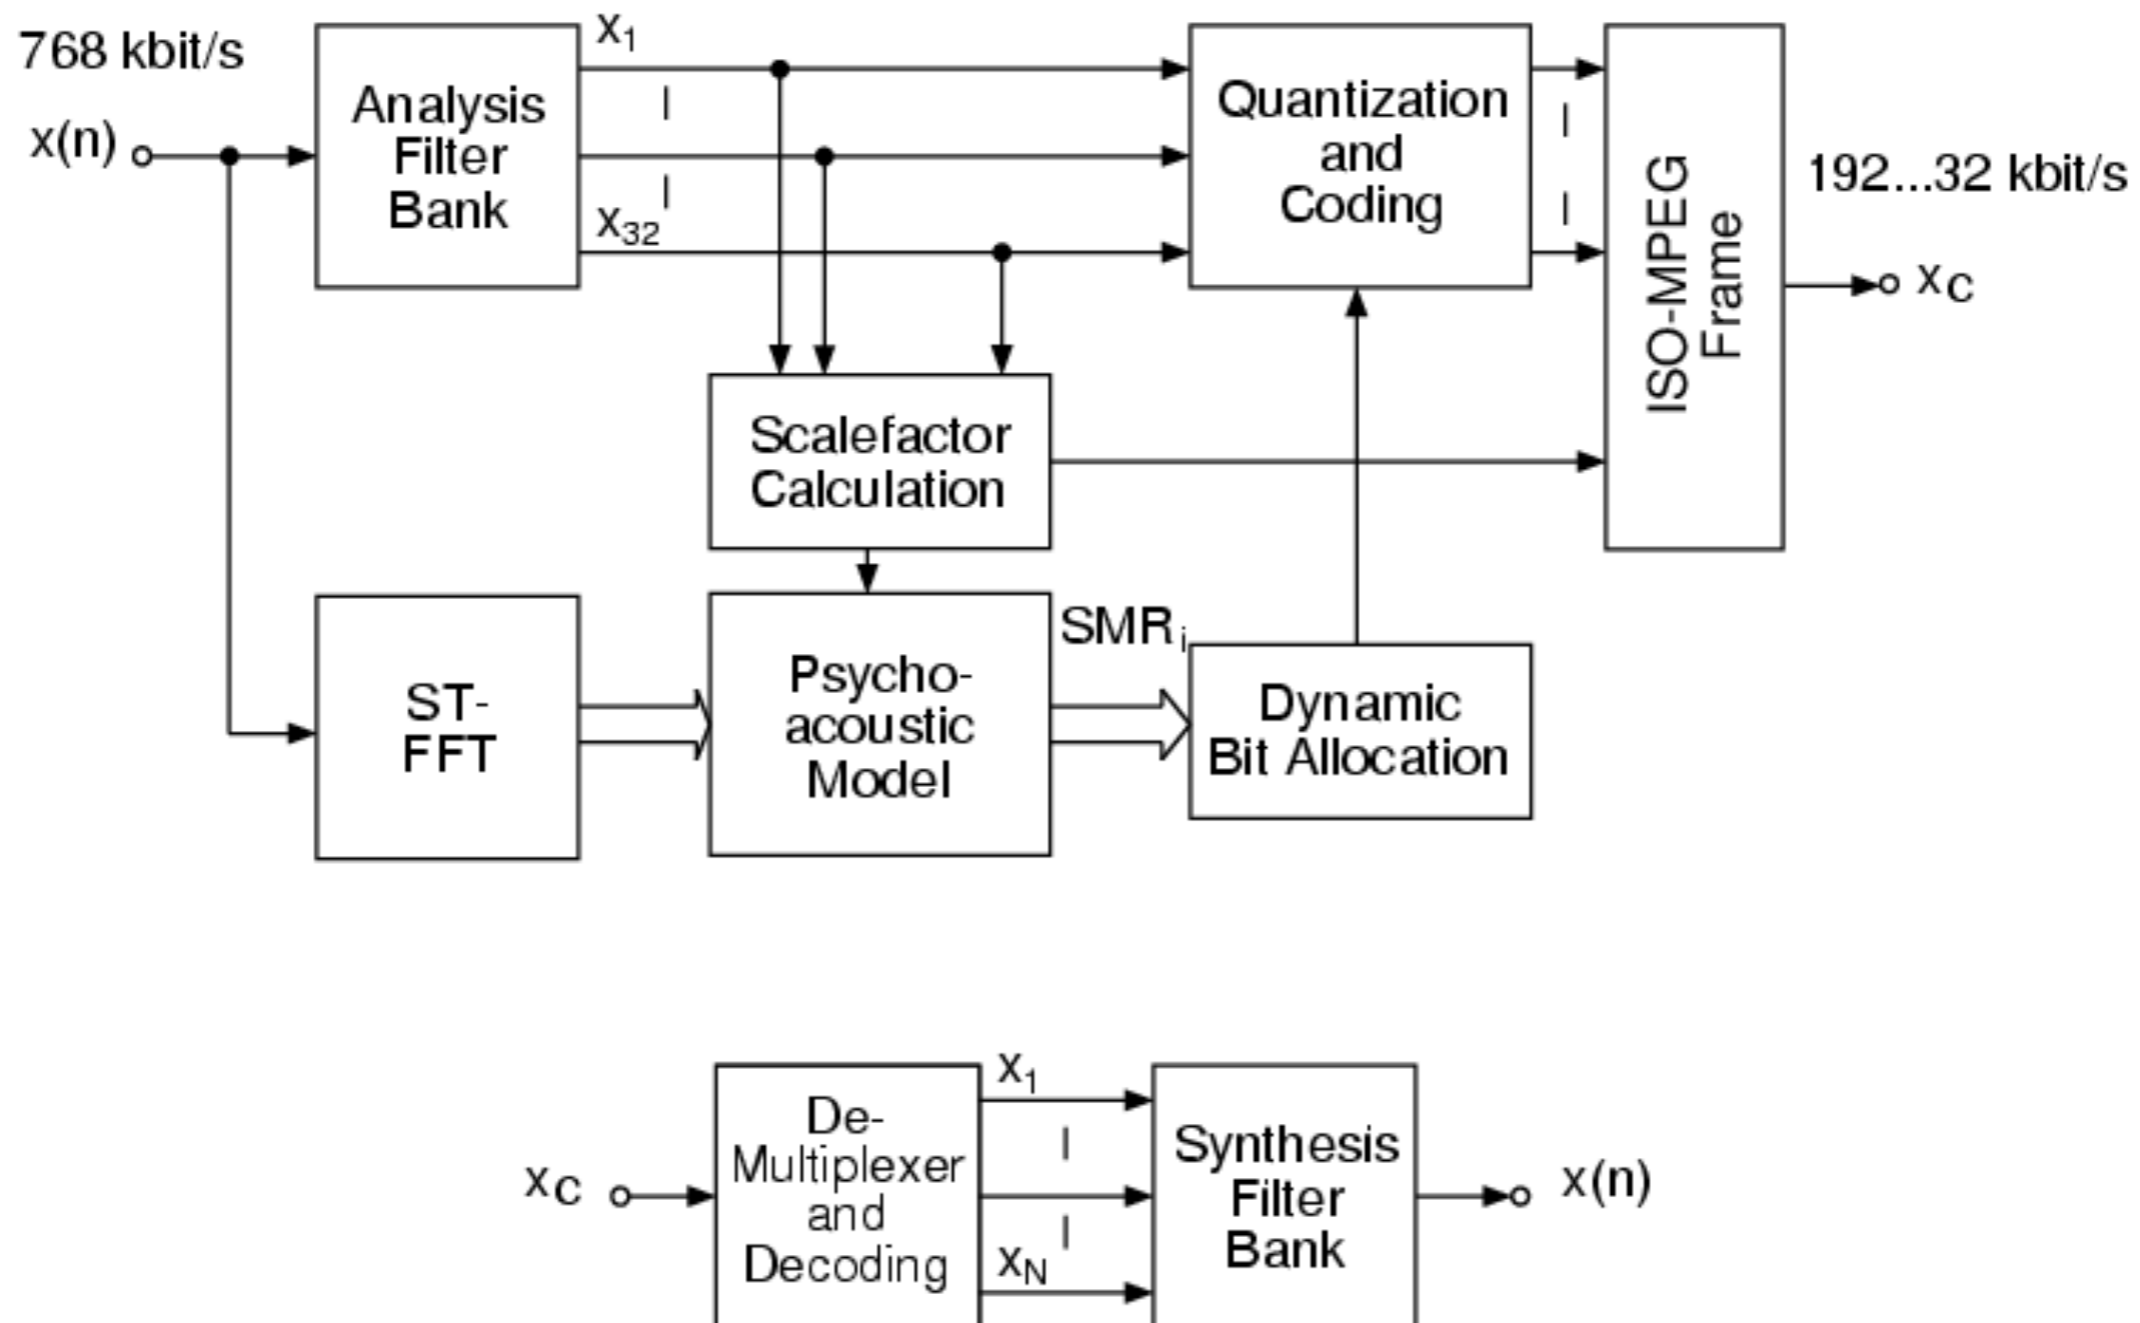 768 kbit/s
x(n)
Analysis
Filter
Bank
x1
x32
Quantization
and
Coding
ISO-MPEG
Frame
192...32 kbit/s
xC
Scalefactor
Calculation
ST-
FFT
Psycho-
acoustic
Model
SMR i
Dynamic
Bit Allocation
xC
De-
Multiplexer
and
Decoding
x1
xN
Synthesis
Filter
Bank
x(n)